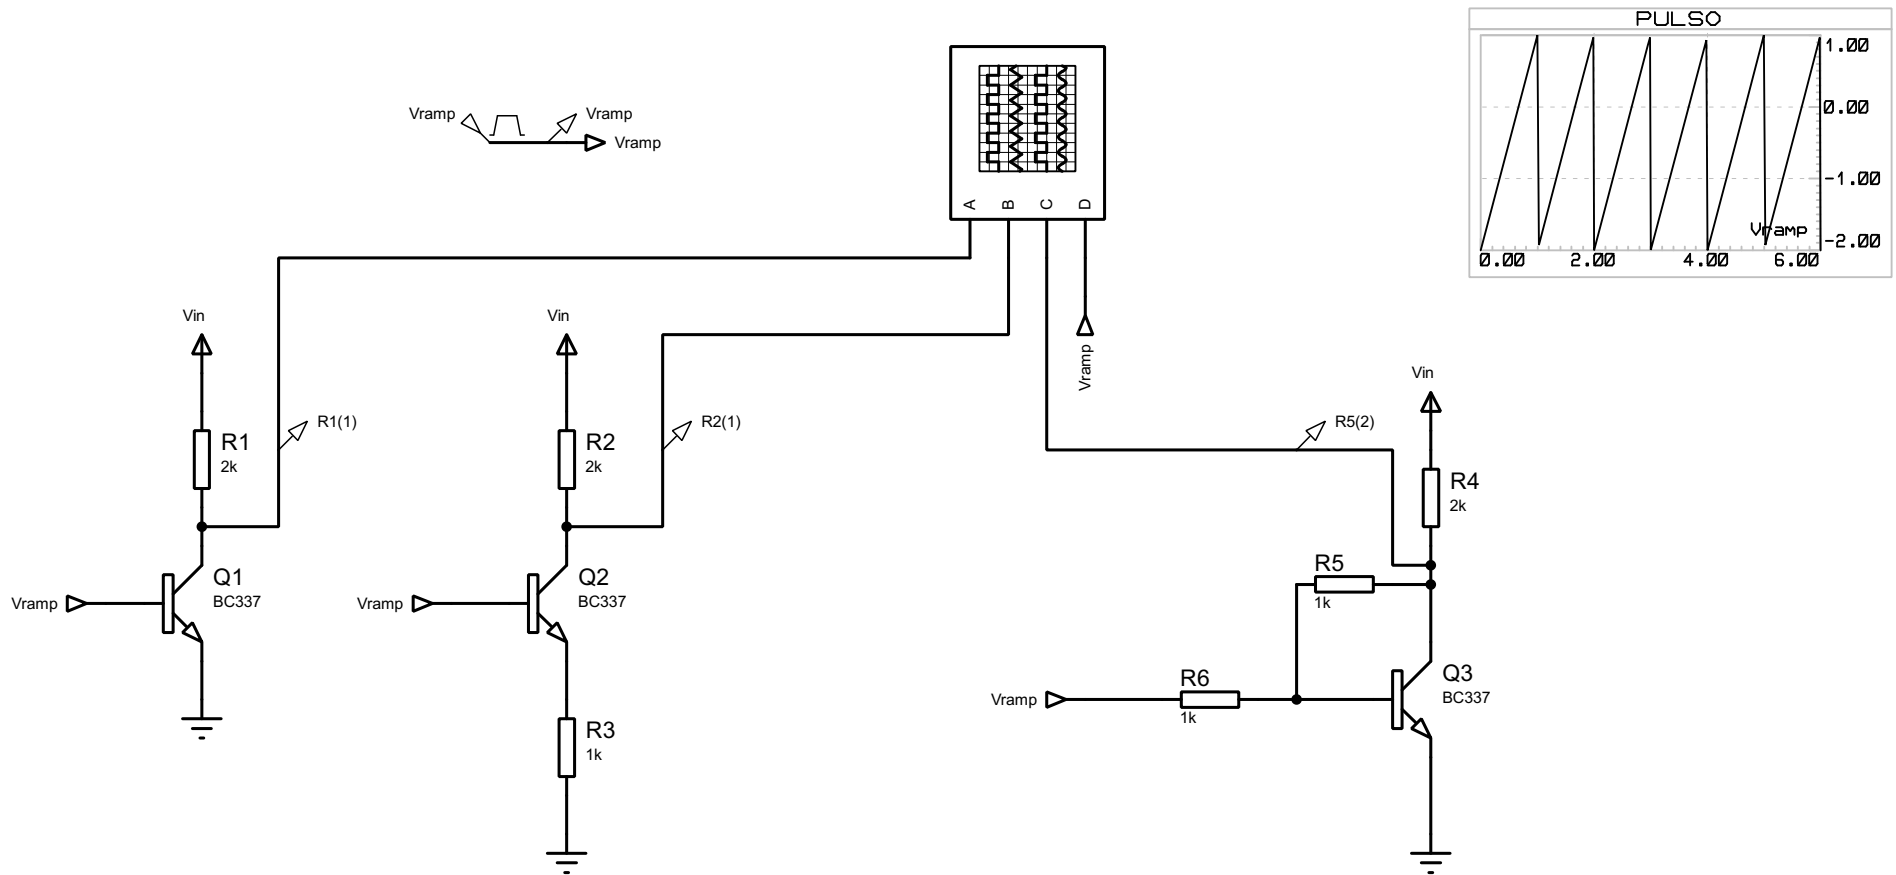 PULSO
1.00
0.00
-1.00
-2.00
Vramp
0.00 2.00 4.00 6.00
Vramp
Vramp
Vramp
A B C D
Vramp
Vin
R1
2k
R1(1)
Q1
BC337
Vramp
Vin
R2
2k
R2(1)
Q2
BC337
Vramp
R3
1k
Vin
R5(2)
R4
2k
R5
1k
R6
1k
Vramp
Q3
BC337